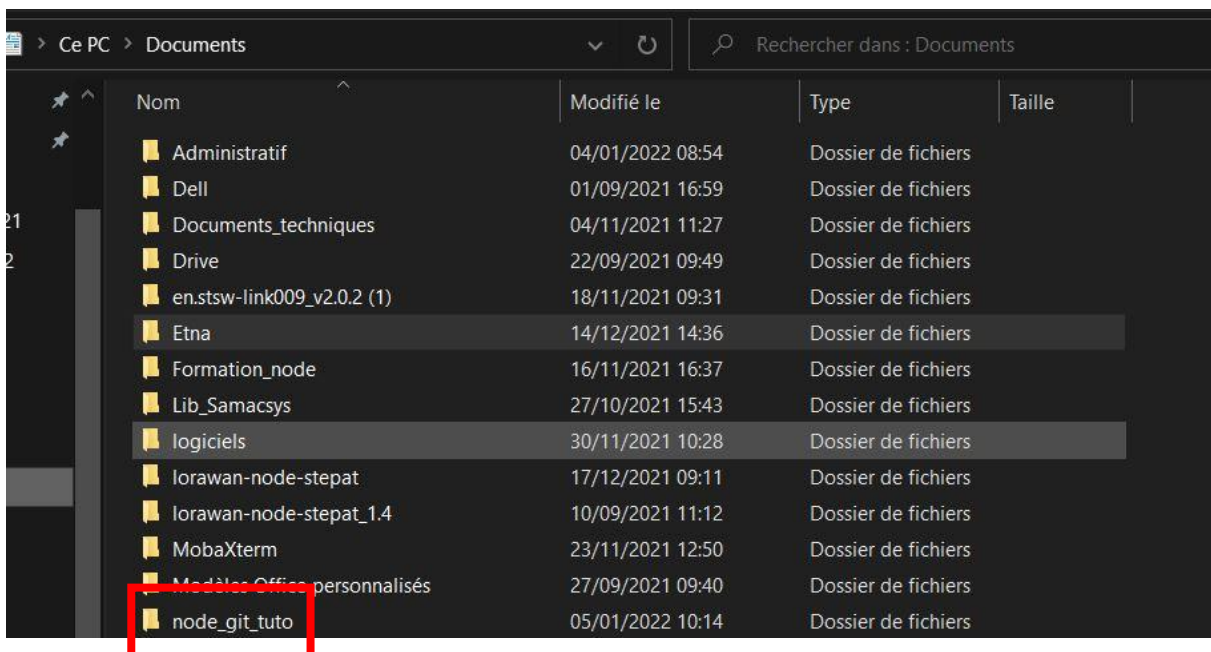 > Ce PC > Documents Rechercher dans : Documents
Nom Modifié le Type Taille
Administratif 04/01/2022 08:54 Dossier de fichiers
Dell 01/09/2021 16:59 Dossier de fichiers
21 Documents_techniques 04/11/2021 11:27 Dossier de fichiers
2 Drive 22/09/2021 09:49 Dossier de fichiers
en.stsw-link009_v2.0.2 (1) 18/11/2021 09:31 Dossier de fichiers
Etna 14/12/2021 14:36 Dossier de fichiers
Formation_node 16/11/2021 16:37 Dossier de fichiers
Lib_Samacsys 27/10/2021 15:43 Dossier de fichiers
logiciels 30/11/2021 10:28 Dossier de fichiers
lorawan-node-stepat 17/12/2021 09:11 Dossier de fichiers
lorawan-node-stepat_1.4 10/09/2021 11:12 Dossier de fichiers
MobaXterm 23/11/2021 12:50 Dossier de fichiers
Modèles Office personnalisés 27/09/2021 09:40 Dossier de fichiers
node_git_tuto 05/01/2022 10:14 Dossier de fichiers